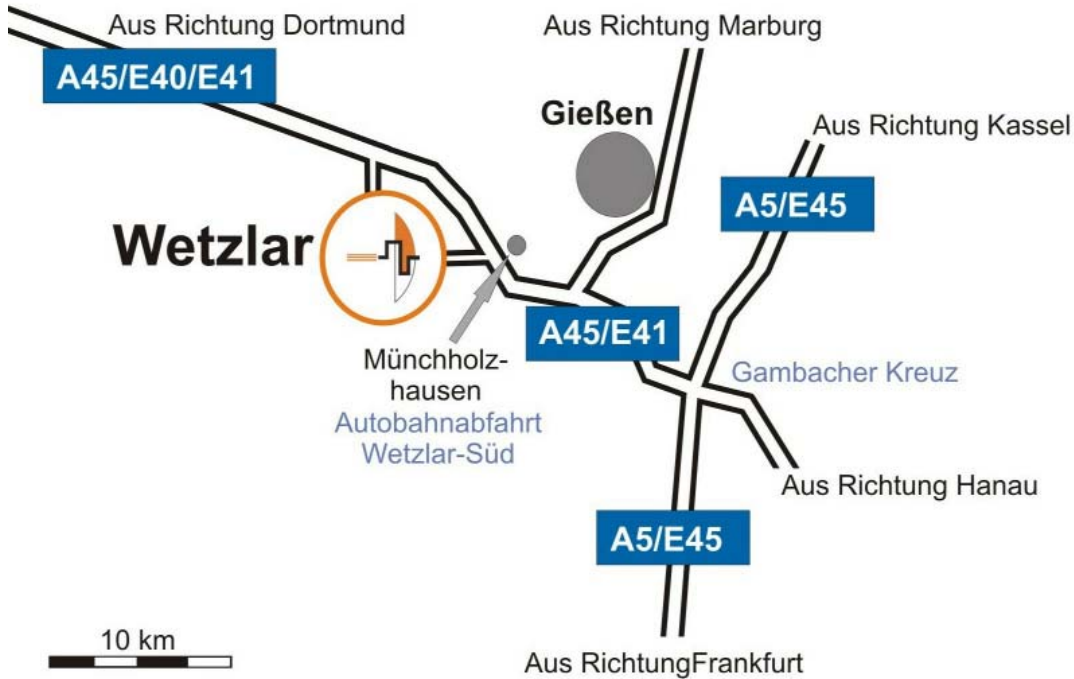 Aus Richtung Dortmund
Aus Richtung Marburg
A45/E40/E41
Gießen
Aus Richtung Kassel
A5/E45
Wetzlar
A45/E41
Münchholz-
hausen
Autobahnabfahrt
Wetzlar-Süd
Gambacher Kreuz
Aus Richtung Hanau
A5/E45
10 km
Aus RichtungFrankfurt